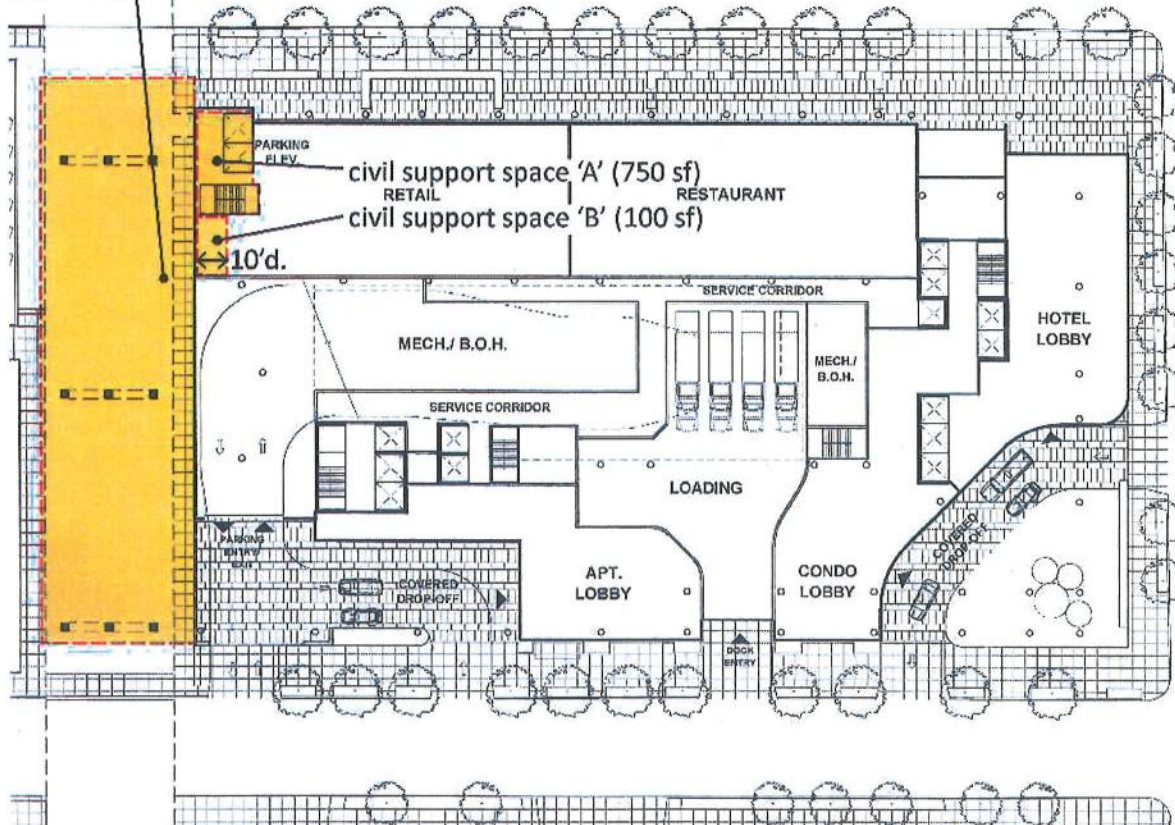 PARKING
ELEV.
civil support space ‘A’ (750 sf)
RETAIL
RESTAURANT
civil support space ‘B’ (100 sf)
10’d.
SERVICE CORRIDOR
HOTEL
LOBBY
MECH./ B.O.H.
MECH./
B.O.H.
SERVICE CORRIDOR
LOADING
PARKING
ENTRY/
EXIT
COVERED
DROP-OFF
COVERED
DROP-OFF
APT.
LOBBY
CONDO
LOBBY
DOCK
ENTRY